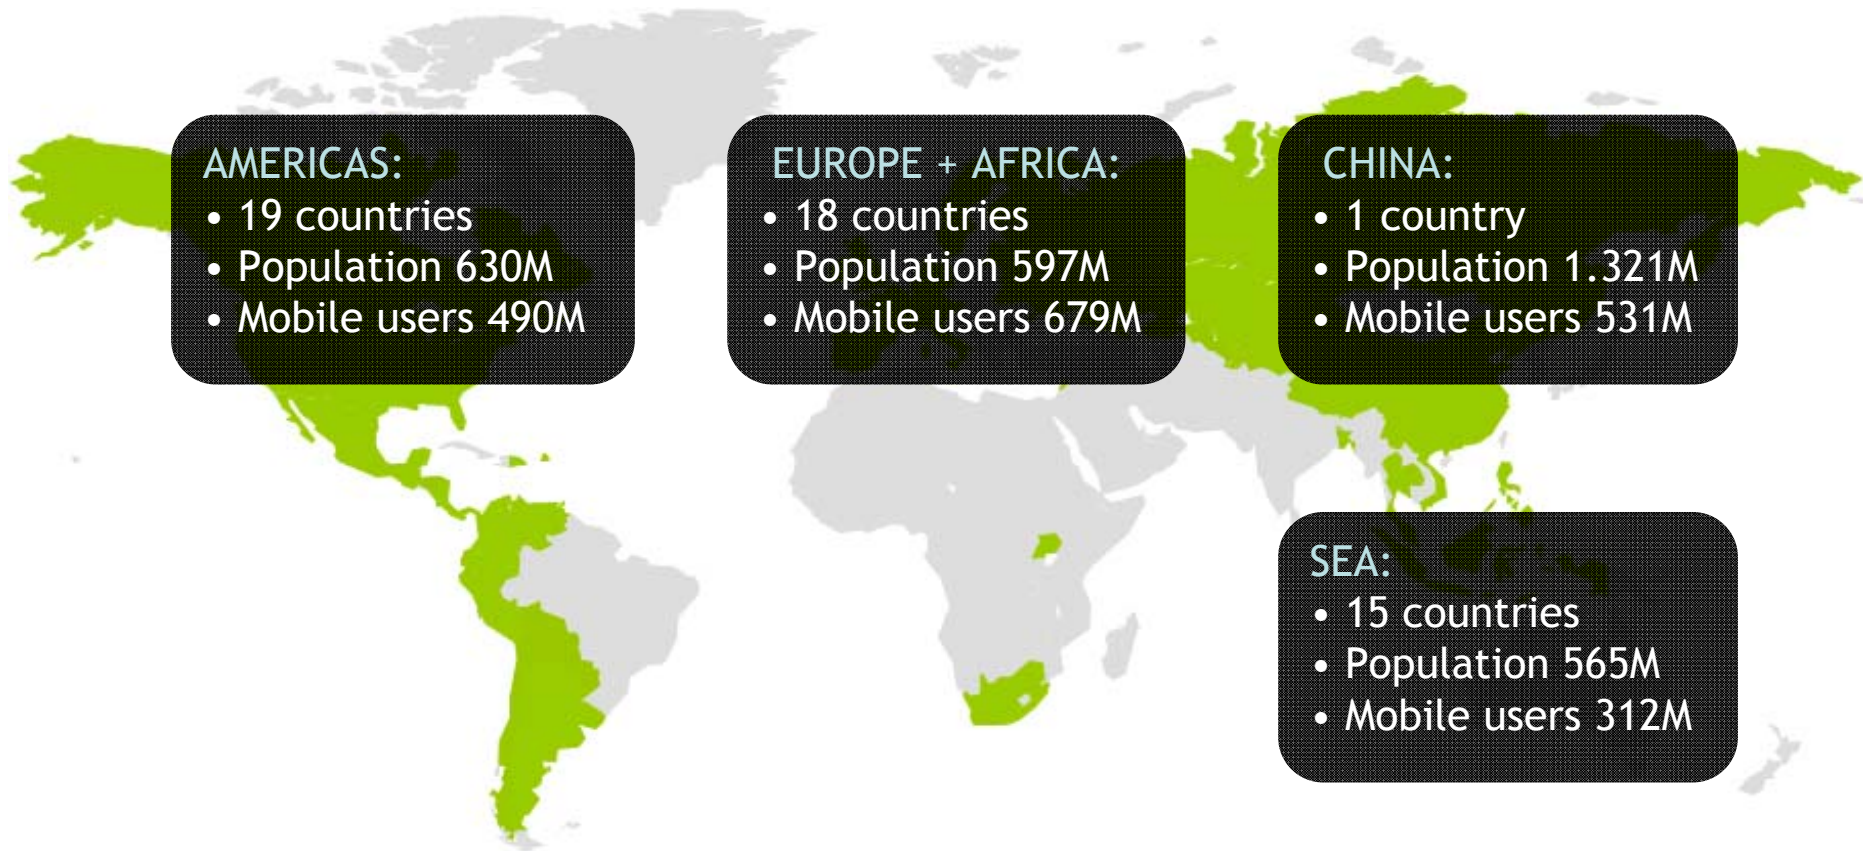 AMERICAS:
• 19 countries
• Population 630M
• Mobile users 490M
EUROPE + AFRICA:
• 18 countries
• Population 597M
• Mobile users 679M
CHINA:
• 1 country
• Population 1.321M
• Mobile users 531M
SEA:
• 15 countries
• Population 565M
• Mobile users 312M